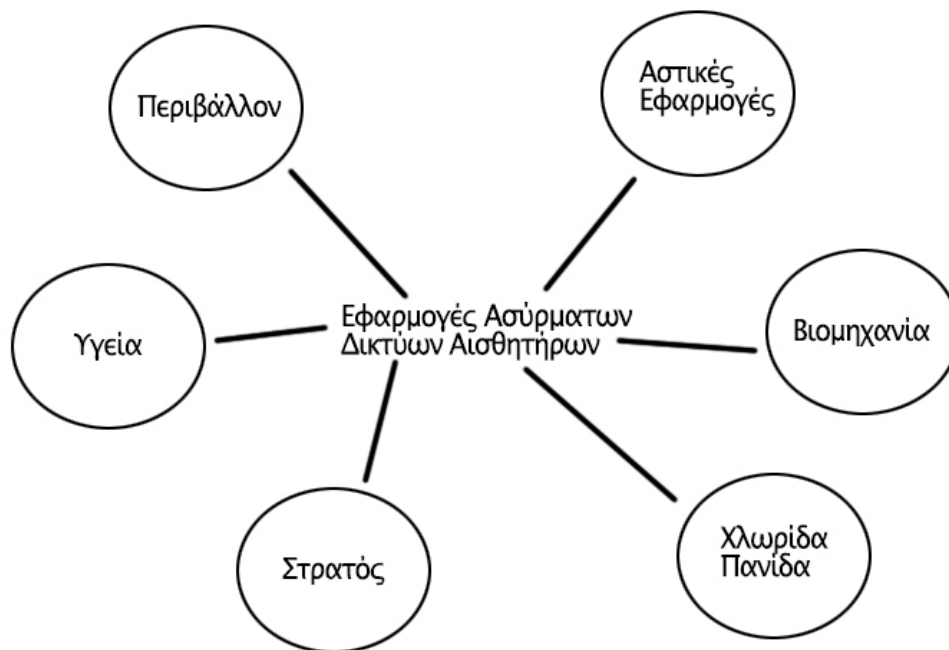 Περιβάλλον
Αστικές
Εφαρμογές
Υγεία
Εφαρμογές Ασύρματων
Δικτύων Αισθητήρων
Βιομηχανία
Στρατός
Χλωρίδα
Πανίδα